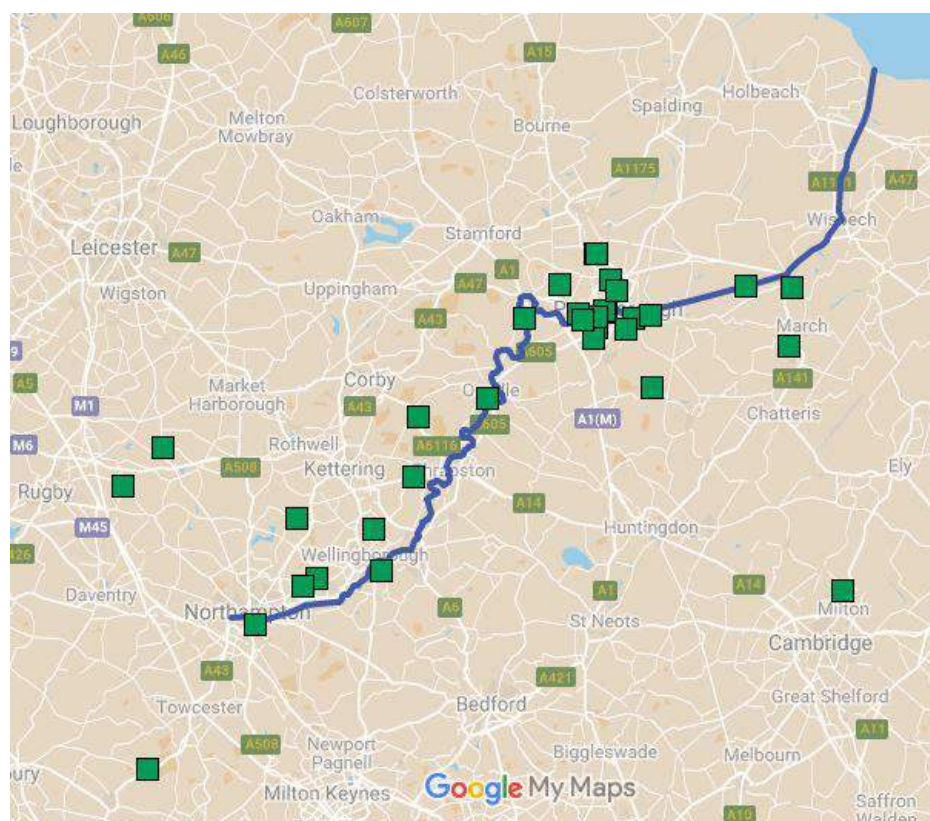 A606
A607
A46
A15
Colsterworth
Holbeach
Spalding
Melton
Mowbray
Loughborough
Bourne
A1175
A47
Wisbech
Oakham
Stamford
Leicester
A47
A1
A47
Wigston
Uppingham
A43
March
A605
Corby
A141
A5
Market
Harborough
M1
A43
Chatteris
A1(M)
M6
A6116
Rothwell
A508
Kettering
Ely
Rugby
A14
M45
Huntingdon
Wellingborough
A14
Daventry
A1
Northampton
A6
Milton
St Neots
Cambridge
A43
A421
Great Shelford
Towcester
Bedford
A11
A508
Newport
Pagnell
Biggleswade
Melbourn
Milton Keynes
Google My Maps
A10
Saffron
Walden